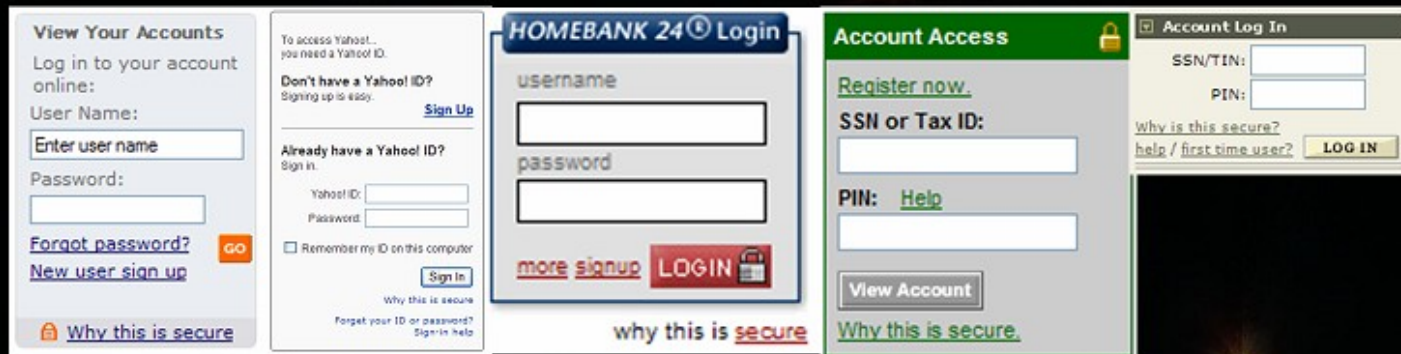 View Your Accounts
Log in to your account
online:
User Name:
Enter user name
Password:
Forgot password?
GO
New user sign up
Why this is secure
To access Yahoo!...
you need a Yahoo! ID.
Don't have a Yahoo! ID?
Signing up is easy.
Sign Up
Already have a Yahoo! ID?
Sign in.
Yahoo! ID:
Password:
Remember my ID on this computer
Sign In
Why this is secure
Forget your ID or password?
Sign-in help
HOMEBANK 24® Login
username
password
more signup LOGIN
why this is secure
Account Access
Register now.
SSN or Tax ID:
PIN: Help
View Account
Why this is secure.
Account Log In
SSN/TIN:
PIN:
Why is this secure?
help / first time user? LOG IN